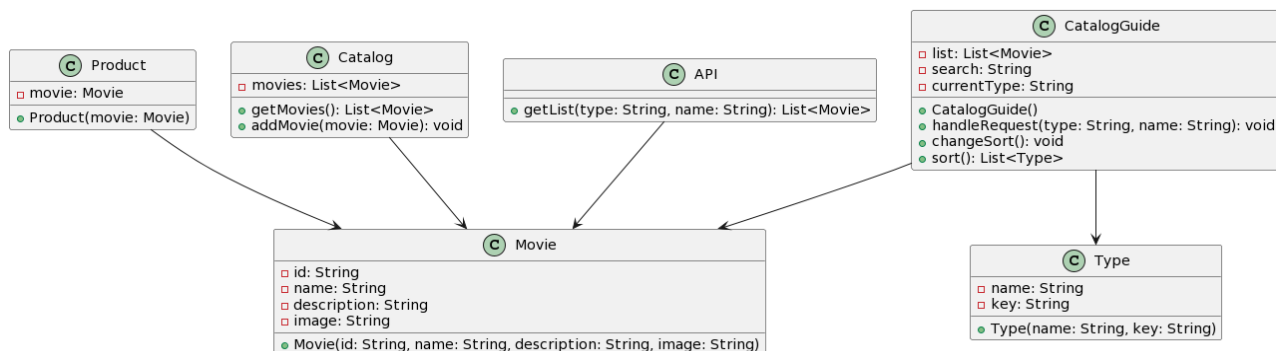 C Product
movie: Movie
Product(movie: Movie)
C Catalog
movies: List<Movie>
getMovies(): List<Movie>
addMovie(movie: Movie): void
C API
getList(type: String, name: String): List<Movie>
C CatalogGuide
list: List<Movie>
search: String
currentType: String
CatalogGuide()
handleRequest(type: String, name: String): void
changeSort(): void
sort(): List<Type>
C Movie
id: String
name: String
description: String
image: String
Movie(id: String, name: String, description: String, image: String)
C Type
name: String
key: String
Type(name: String, key: String)